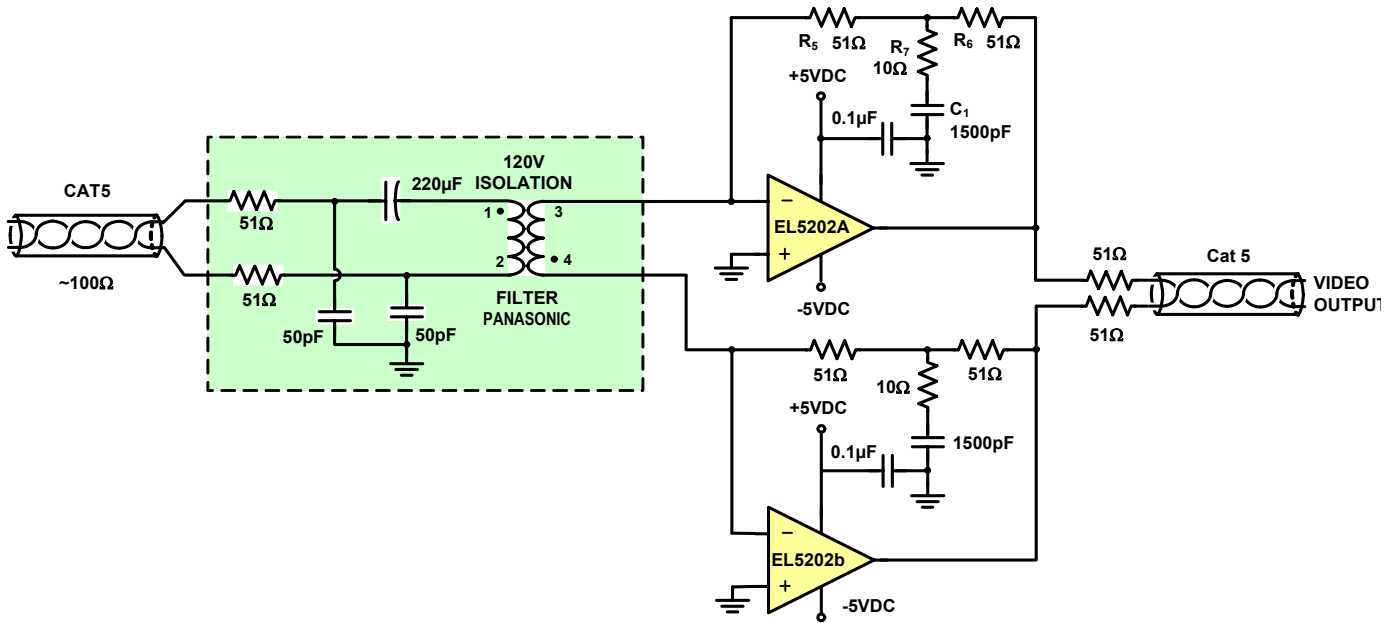 R5 51Ω
R7
10Ω
R6 51Ω
+5VDC
0.1µF
C1
1500pF
CAT5
~100Ω
120V
ISOLATION
220µF
51Ω
51Ω
1
3
2
4
50pF
50pF
FILTER
PANASONIC
−
EL5202A
+
-5VDC
51Ω
51Ω
Cat 5
VIDEO
OUTPUT
51Ω
10Ω
51Ω
+5VDC
0.1µF
1500pF
−
EL5202b
+
-5VDC